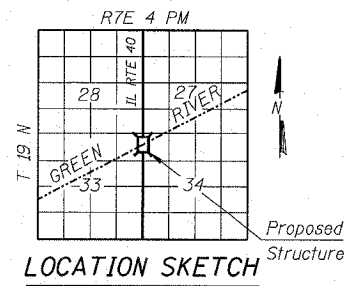 R7E 4 PM
IL RTE 40
28
27
T 19 N
GREEN RIVER
N
33
34
Proposed
Structure
LOCATION SKETCH